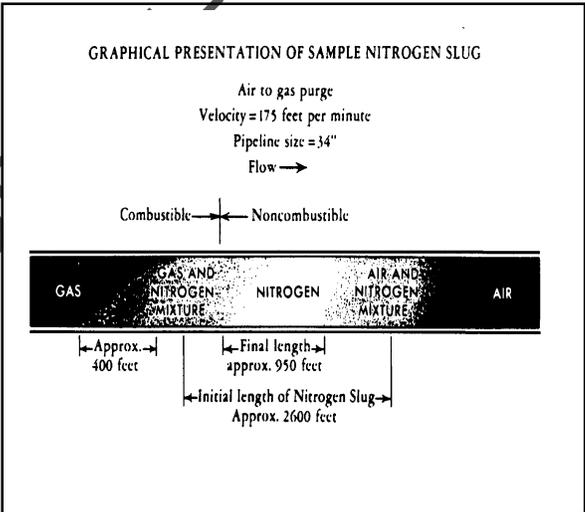 GRAPHICAL PRESENTATION OF SAMPLE NITROGEN SLUG
Air to gas purge
Velocity = 175 feet per minute
Pipeline size = 34"
Flow →
Combustible → ← Noncombustible
GAS
GAS AND
NITROGEN
MIXTURE
NITROGEN
AIR AND
NITROGEN
MIXTURE
AIR
Approx.
400 feet
Final length
approx. 950 feet
Initial length of Nitrogen Slug
Approx. 2600 feet